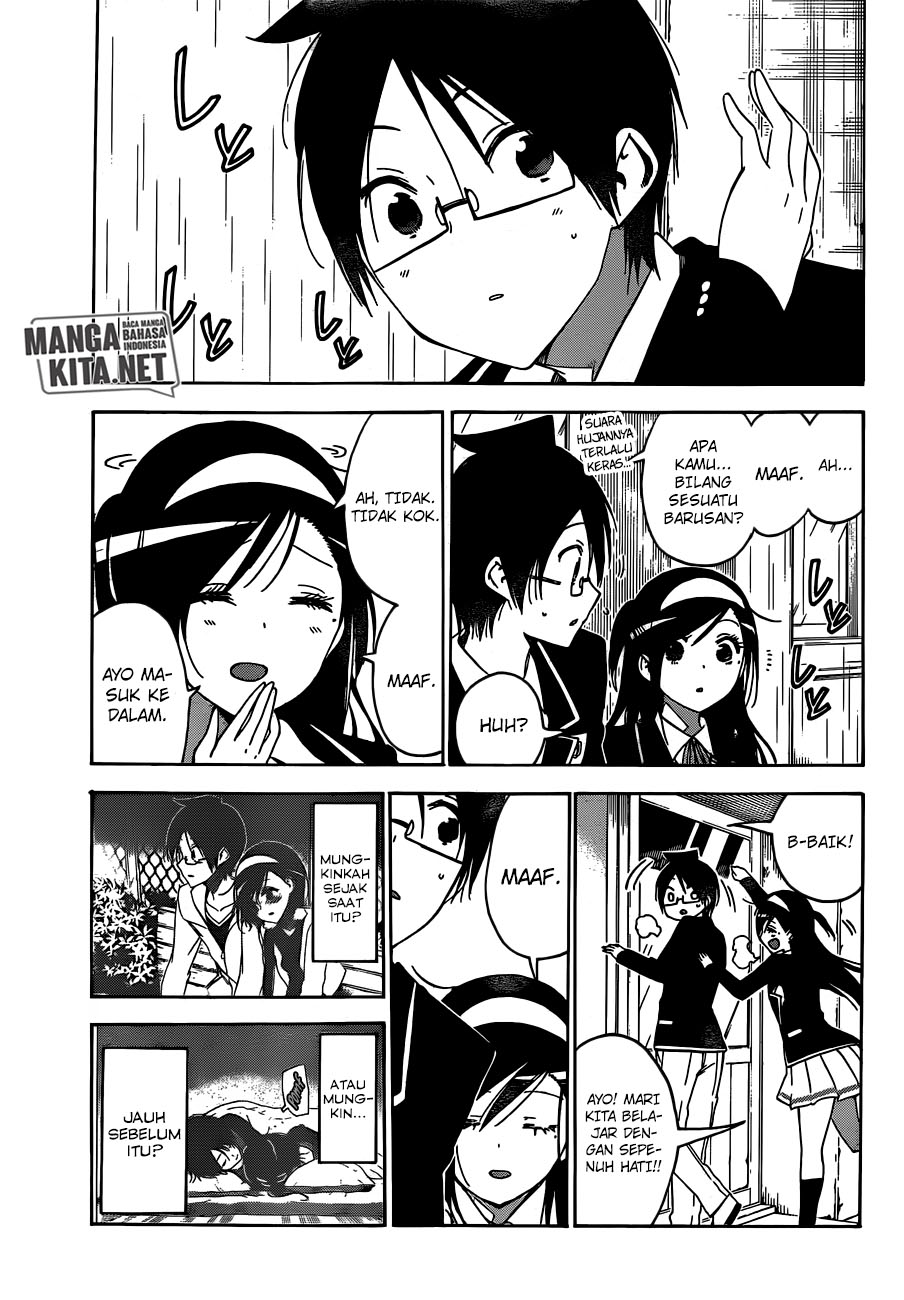 MANGA
KITA.NET
BACA MANGA
BAHASA
INDONESIA
AH...
MAAF.
APA
KAMU...
BILANG
SESUATU
BARUSAN?
SUARA
HUJANNYA
TERLALU
KERAS...
HUH?
AH, TIDAK.
TIDAK KOK.
MAAF.
AYO MA-
SUK KE
DALAM.
B-BAIK!
AYO! MARI
KITA BELA-
JAR DE-
NGAN SEPE-
NUH HATI!!
MAAF.
MUNG-
KINKAH
SEJAK
SAAT
ITU?
ATAU
MUNG-
KIN...
JAUH
SEBELUM
ITU?